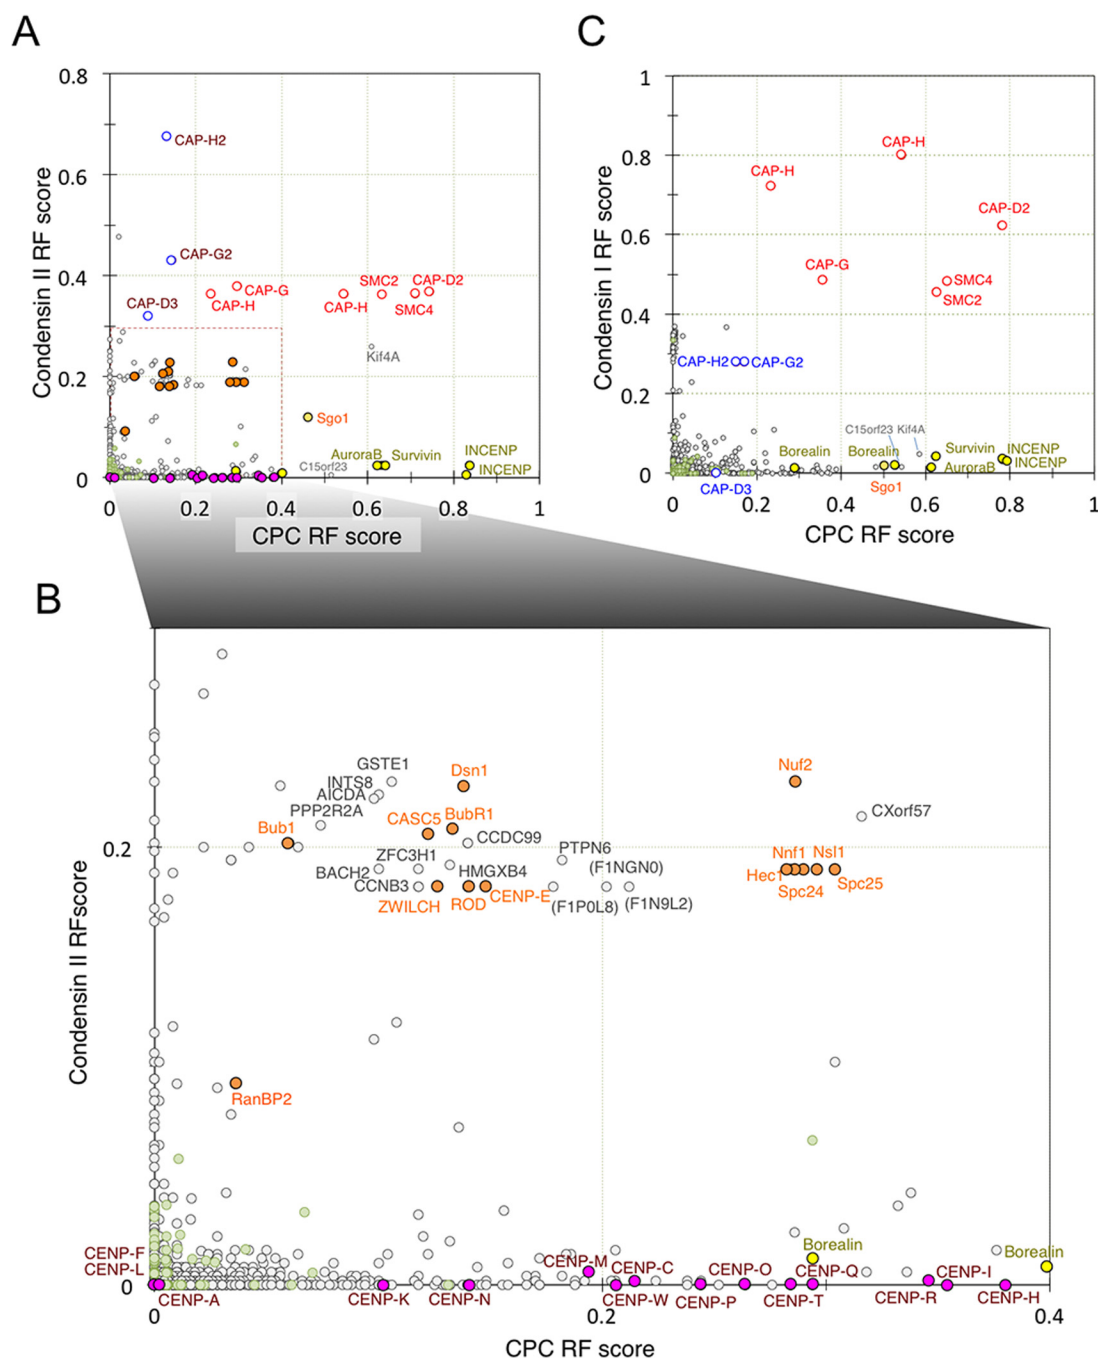 A
C
0.8
0.6
0.4
0.2
0
Condensin II RF score
CAP-H2
CAP-G2
CAP-D3
CAP-G
CAP-H
SMC2
CAP-D2
CAP-H
SMC4
Kif4A
Sgo1
AuroraB
Survivin
INCENP
INCENP
C15orf23
0
0.2
0.4
0.6
0.8
1
CPC RF score
1
0.8
0.6
0.4
0.2
0
Condensin I RF score
CAP-H
CAP-H
CAP-D2
CAP-G
SMC4
SMC2
CAP-H2
CAP-G2
C15orf23
Kif4A
Borealin
Borealin
Survivin
INCENP
INCENP
AuroraB
CAP-D3
Sgo1
0
0.2
0.4
0.6
0.8
1
CPC RF score
B
Condensin II RFscore
0.2
0
GSTE1
INTS8
AICDA
PPP2R2A
Dsn1
Nuf2
Bub1
CASC5
BubR1
CXorf57
CCDC99
ZFC3H1
PTPN6
BACH2
HMGXB4
(F1NGN0)
Nnf1
Nsl1
CCNB3
Hec1
Spc24
Spc25
ZWILCH
ROD
CENP-E
(F1P0L8)
(F1N9L2)
RanBP2
Borealin
Borealin
CENP-F
CENP-L
CENP-M
CENP-C
CENP-O
CENP-Q
CENP-I
CENP-A
CENP-K
CENP-N
CENP-W
CENP-P
CENP-T
CENP-R
CENP-H
0
0.2
0.4
CPC RF score